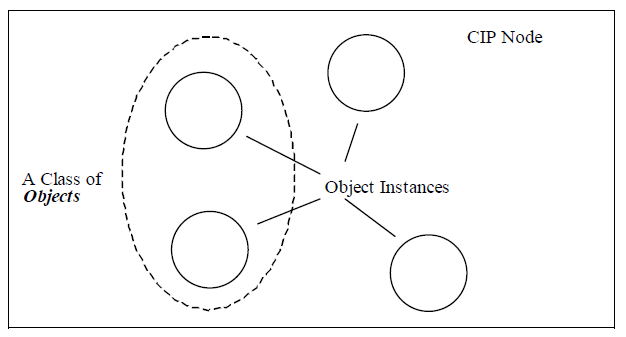 CIP Node
A Class of
Objects
Object Instances